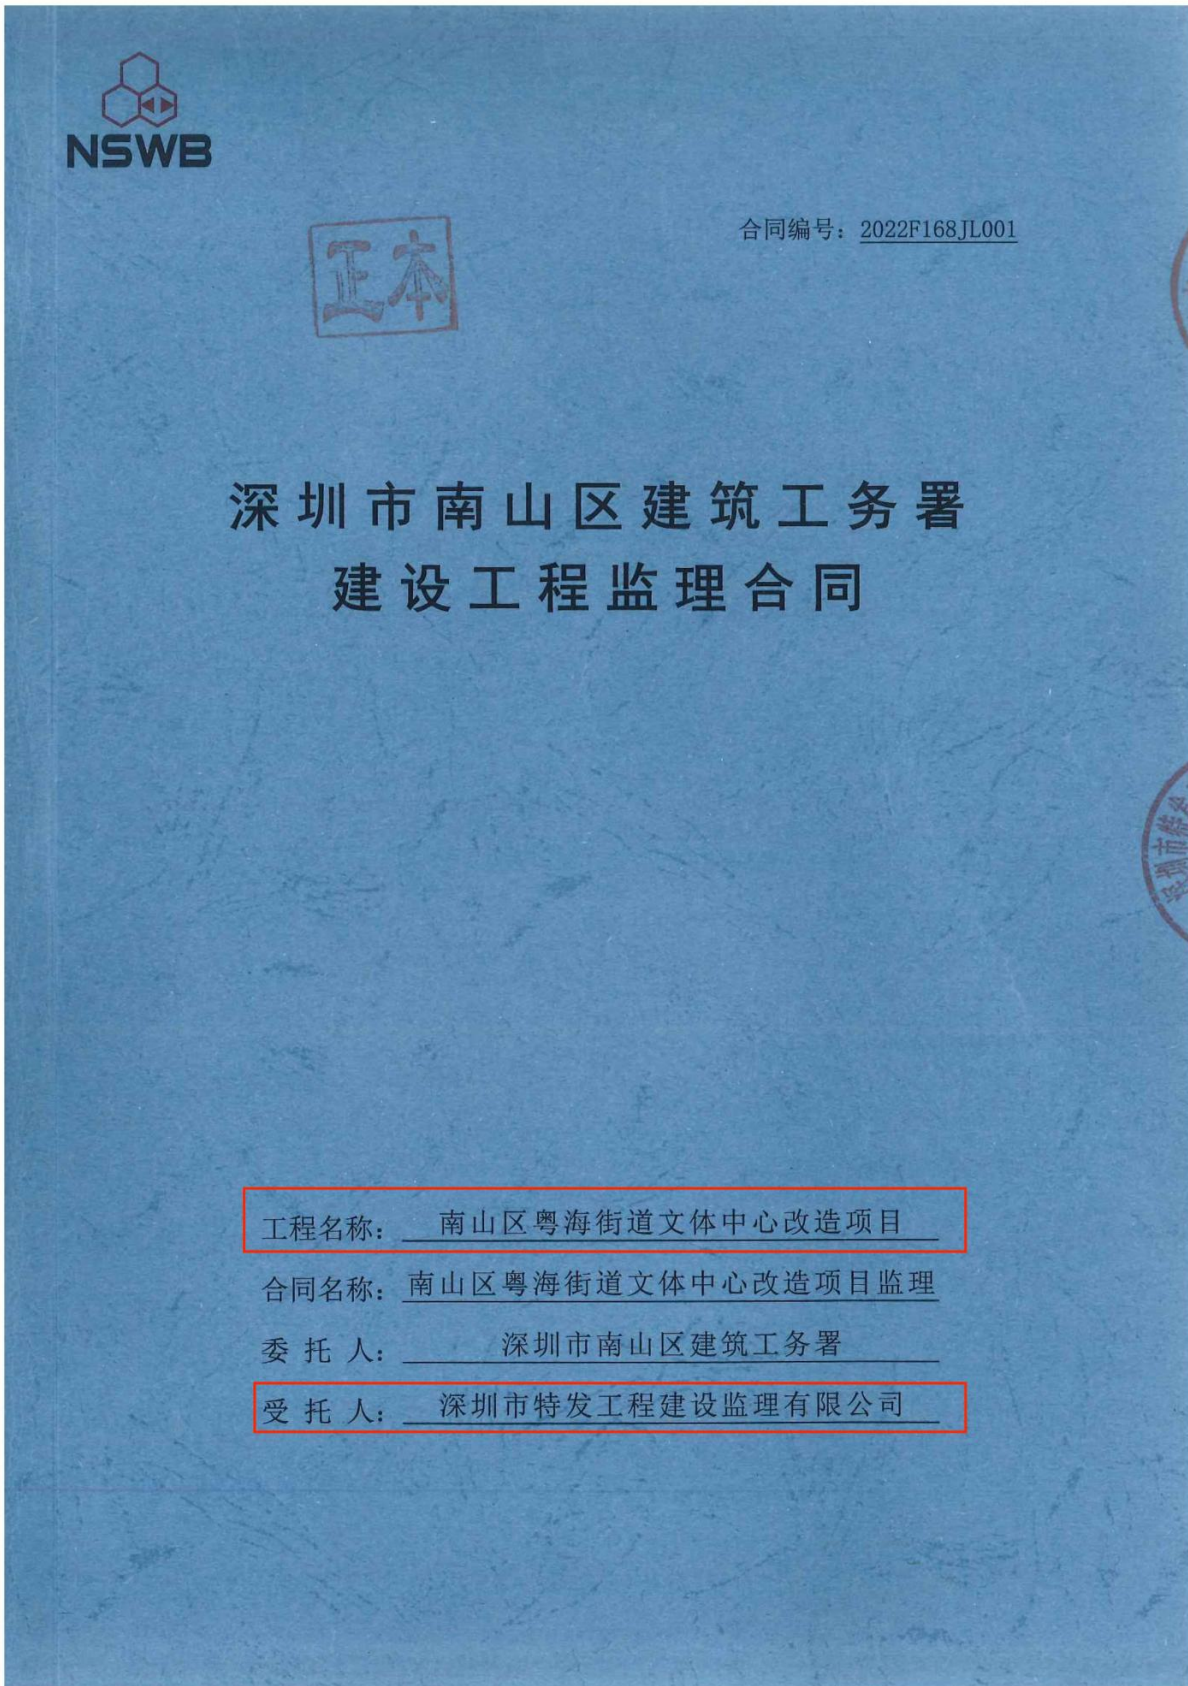 NSWB
合同编号：2022F168JL001
正本
深圳市南山区建筑工务署
建设工程监理合同
深圳市特发
工程名称：南山区粤海街道文体中心改造项目
合同名称：南山区粤海街道文体中心改造项目监理
委托人：深圳市南山区建筑工务署
受托人：深圳市特发工程建设监理有限公司